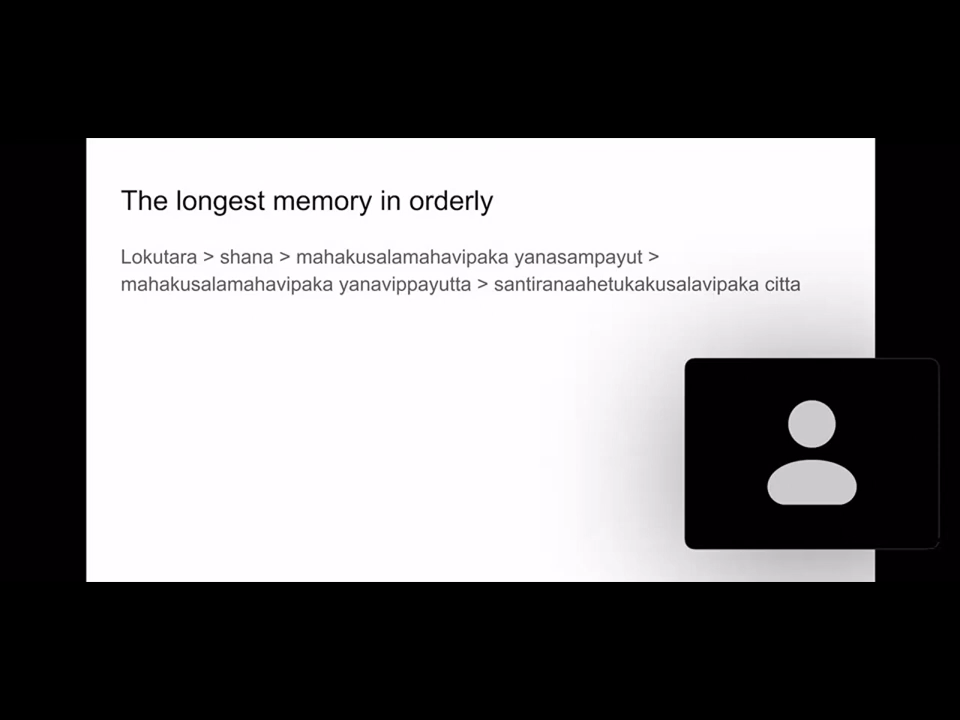 The longest memory in orderly
Lokutara > shana > mahakusalamahavipaka yanasampayut >
mahakusalamahavipaka yanavippayutta > santiranaahetukakusalavipaka citta